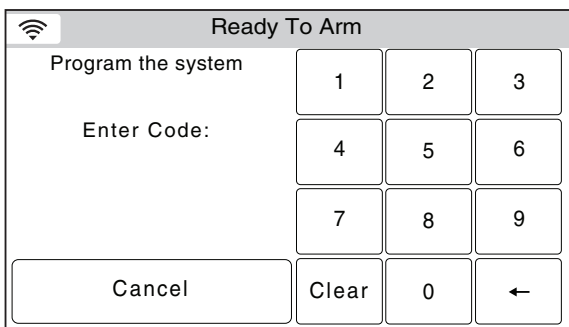 Ready To Arm
Program the system
Enter Code:
1 2 3
4 5 6
7 8 9
Cancel Clear 0 ←